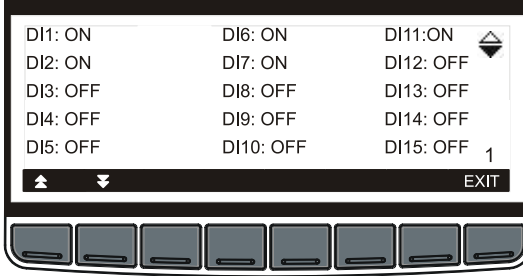 DI1: ON DI6: ON DI11:ON
DI2: ON DI7: ON DI12: OFF
DI3: OFF DI8: OFF DI13: OFF
DI4: OFF DI9: OFF DI14: OFF
DI5: OFF DI10: OFF DI15: OFF 1
EXIT